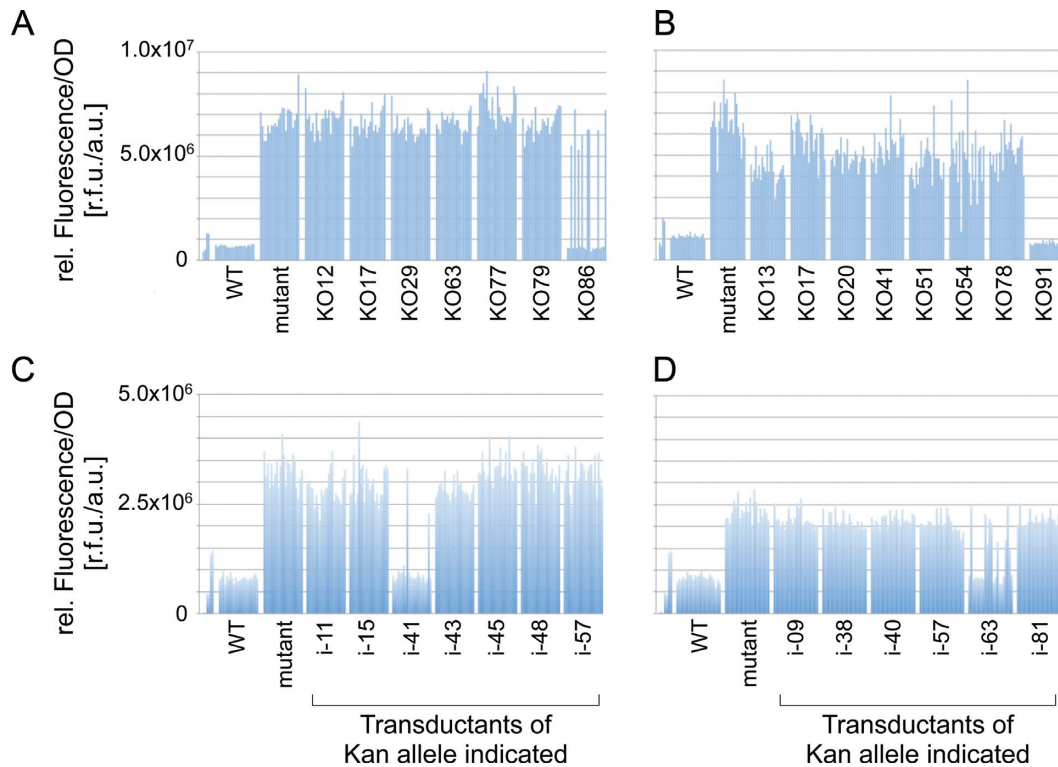 A
B
rel. Fluorescence/OD
[r.f.u./a.u.]
1.0x10⁷
5.0x10⁶
0
WT
mutant
KO12
KO17
KO29
KO63
KO77
KO79
KO86
WT
mutant
KO13
KO17
KO20
KO41
KO51
KO54
KO78
KO91
C
D
rel. Fluorescence/OD
[r.f.u./a.u.]
5.0x10⁶
2.5x10⁶
0
WT
mutant
i-11
i-15
i-41
i-43
i-45
i-48
i-57
WT
mutant
i-09
i-38
i-40
i-57
i-63
i-81
Transductants of
Kan allele indicated
Transductants of
Kan allele indicated